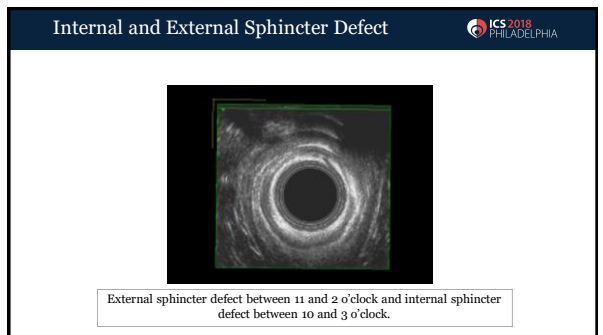 Internal and External Sphincter Defect
ICS 2018
PHILADELPHIA
External sphincter defect between 11 and 2 o'clock and internal sphincter
defect between 10 and 3 o'clock.